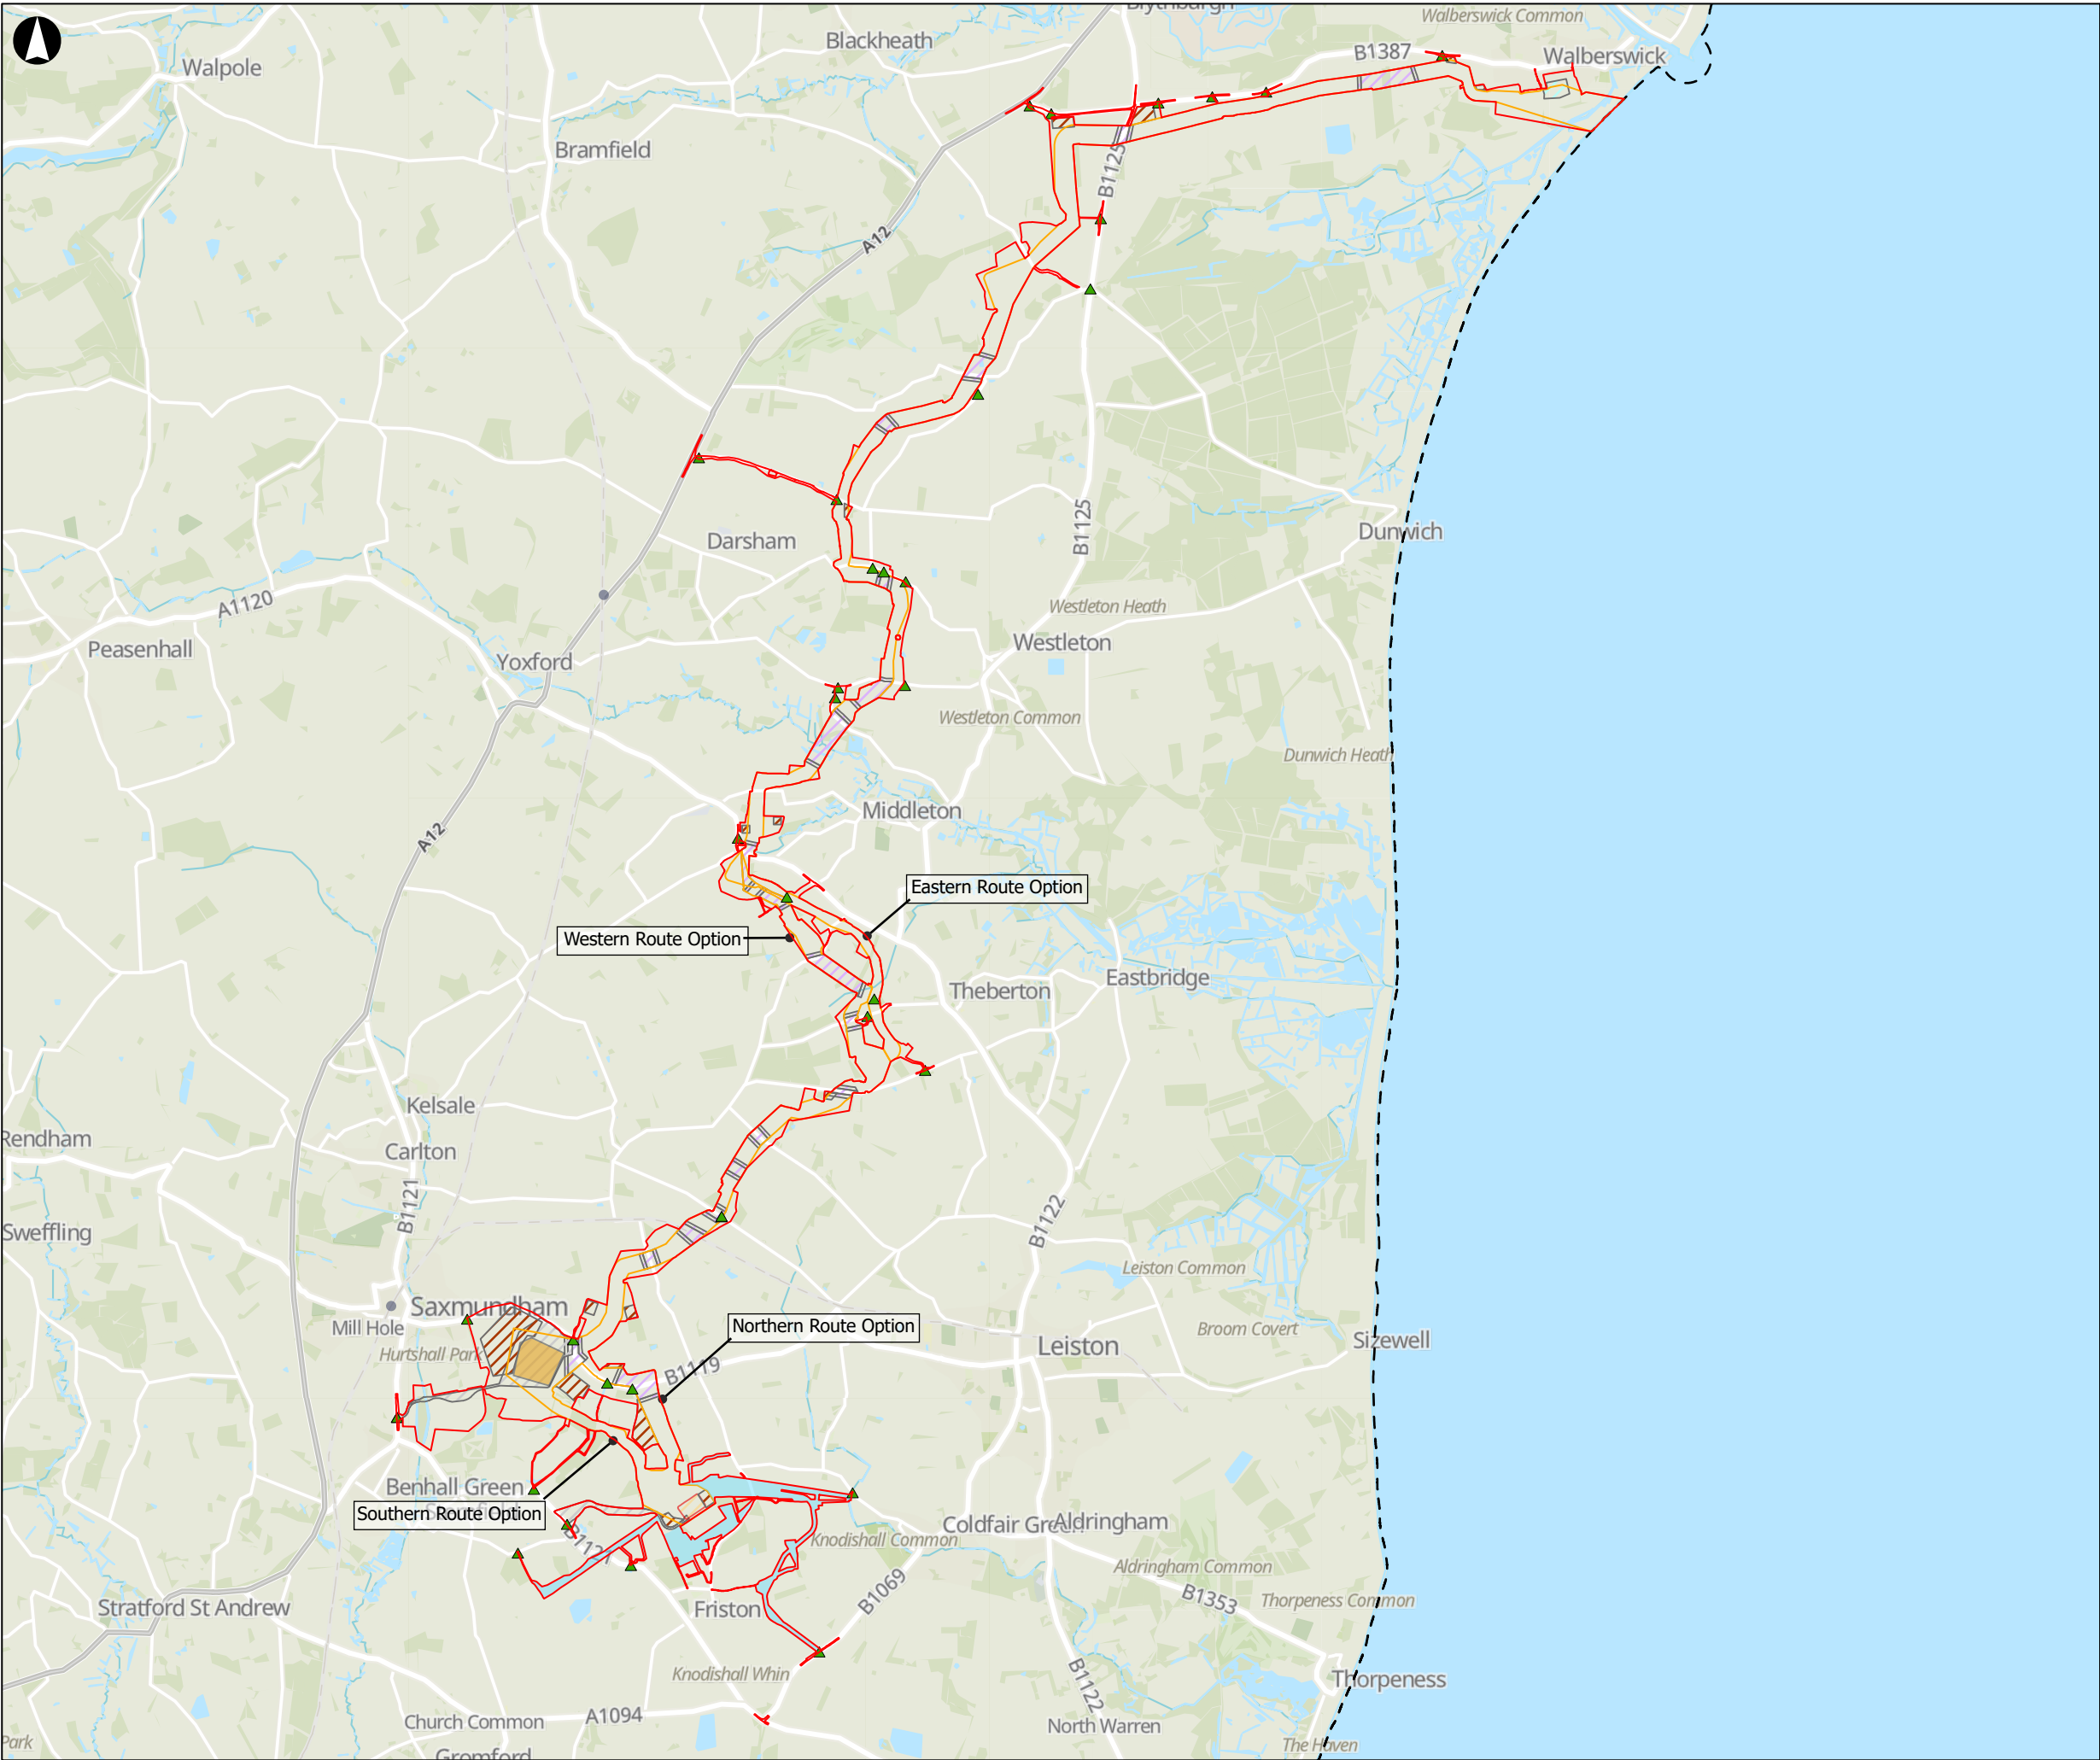 Walberswick Common
Blackheath
B1387
Walberswick
Walpole
Bramfield
B1125
A12
B1125
Dunwich
Darsham
A1120
Westleton Heath
Peasenhall
Westleton
Yoxford
Westleton Common
Dunwich Heath
Middleton
A12
Eastern Route Option
Western Route Option
Eastbridge
Theberton
Kelsale
Rendham
Carlton
B1121
B1122
Sweffling
Leiston Common
Saxmundham
Northern Route Option
Mill Hole
Broom Covert
Sizewell
Hurtshall Park
Leiston
B1119
Benhall Green
Southern Route Option
Coldfair Green
Aldringham
Knodishall Common
B1121
Aldringham Common
B1069
B1353
Thorpeness Common
Stratford St Andrew
Friston
Knodishall Whin
Thorpeness
B1122
A1094
Church Common
North Warren
Park
The Haven
Gromford